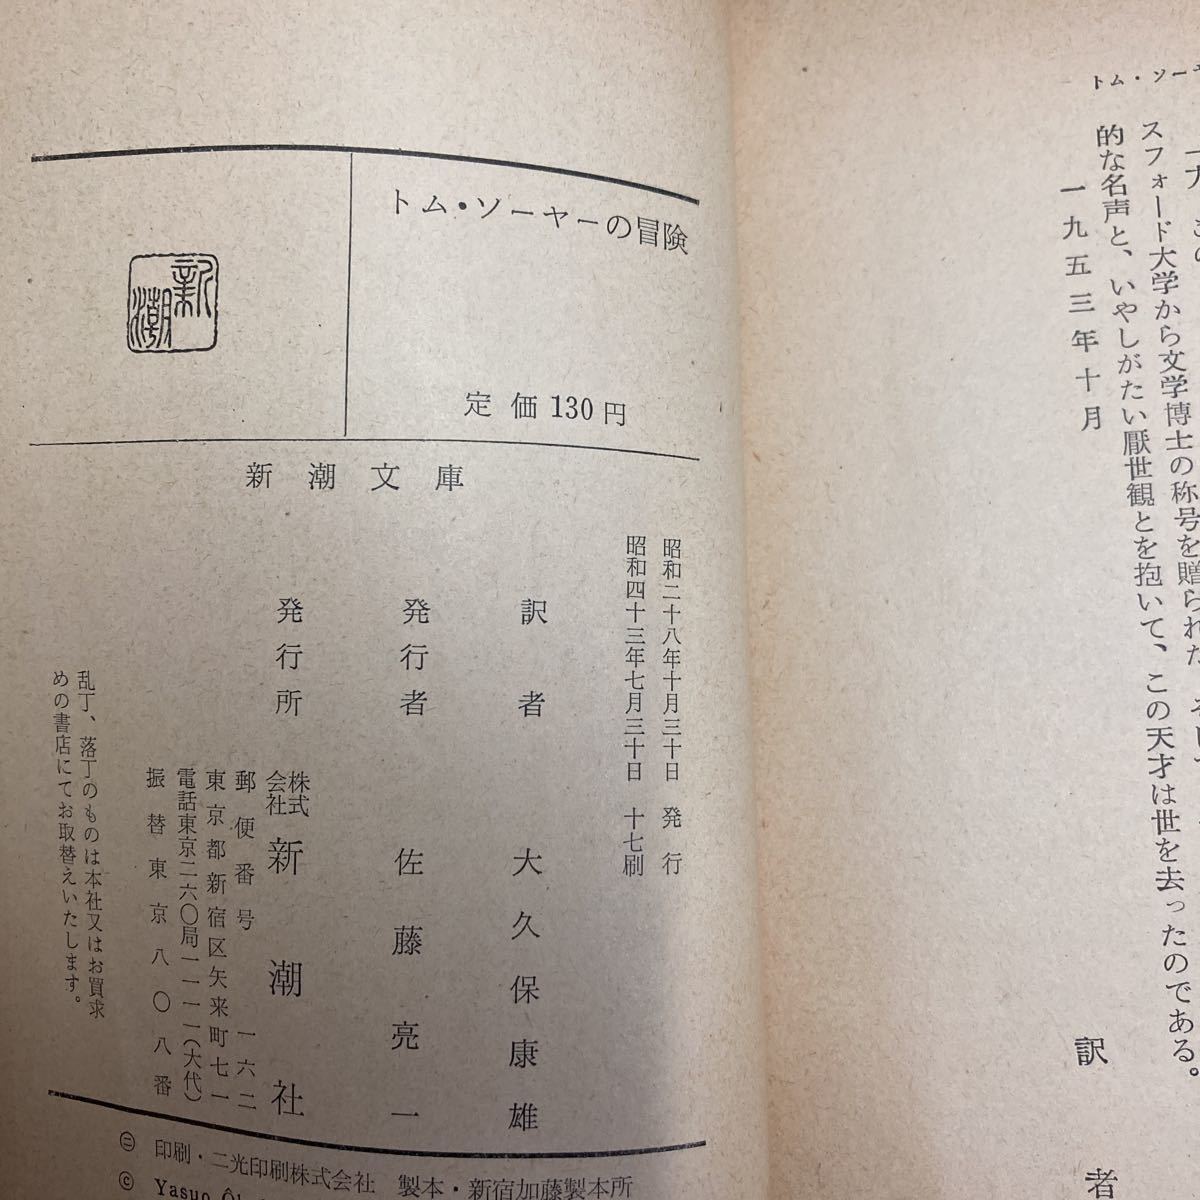 トム・ソー
スフォード大学から文学博士の称号を贈られた。そして
的な名声と、いやしがたい厭世観とを抱いて、この天才は世を去ったのである。
一九五三年十月
訳者
トム・ソーヤーの冒険
新潮
定価130円
新潮文庫
昭和二十八年十月三十日 発行
昭和四十三年七月三十日 十七刷
訳者 大久保康雄
発行者 佐藤亮一
発行所 株式会社 新潮社
郵便番号 一六二
東京都新宿区矢来町七一
電話東京二六〇局一一一一(大代)
振替東京八〇八番
乱丁、落丁のものは本社又はお買求
めの書店にてお取替えいたします。
㊁ 印刷・二光印刷株式会社 製本・新宿加藤製本所
© Yasuo